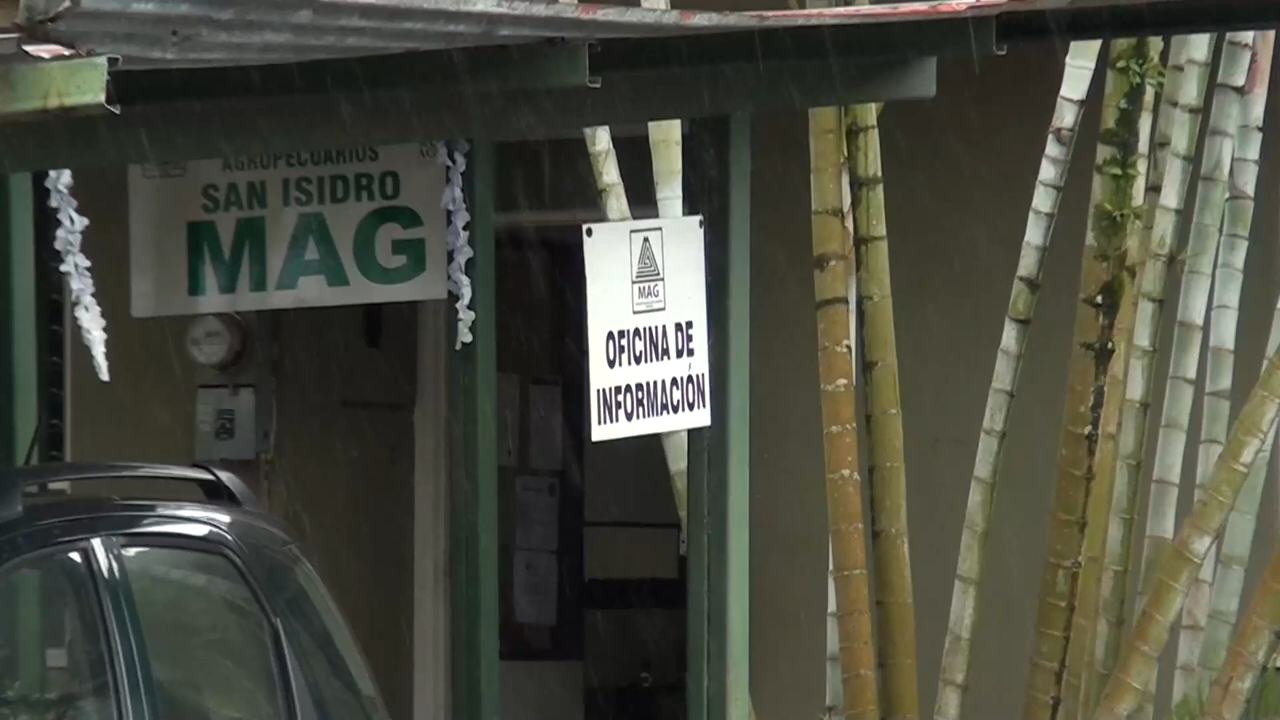 AGROPECUARIOS
SAN ISIDRO
MAG
MAG
OFICINA DE
INFORMACIÓN